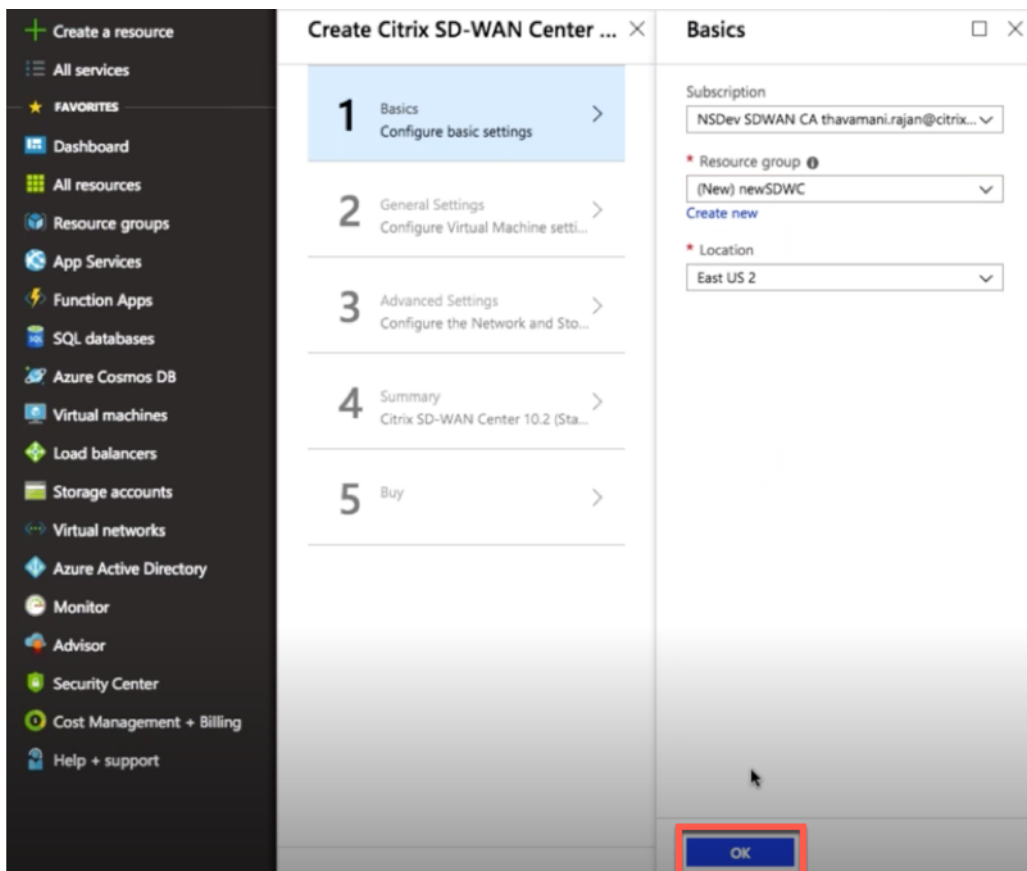 Create a resource
All services
FAVORITES
Dashboard
All resources
Resource groups
App Services
Function Apps
SQL databases
Azure Cosmos DB
Virtual machines
Load balancers
Storage accounts
Virtual networks
Azure Active Directory
Monitor
Advisor
Security Center
Cost Management + Billing
Help + support
Create Citrix SD-WAN Center ...
1
Basics
Configure basic settings
2
General Settings
Configure Virtual Machine setti...
3
Advanced Settings
Configure the Network and Sto...
4
Summary
Citrix SD-WAN Center 10.2 (Sta...
5
Buy
Basics
Subscription
NSDev SDWAN CA thavamani.rajan@citrix...
* Resource group
(New) newSDWC
Create new
* Location
East US 2
OK